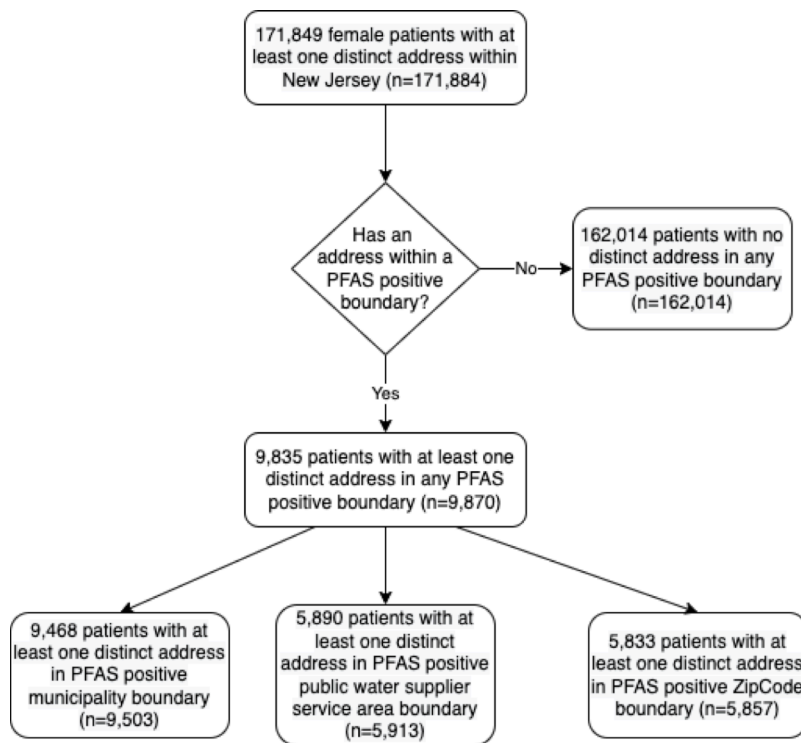 171,849 female patients with at
least one distinct address within
New Jersey (n=171,884)
Has an
address within a
PFAS positive
boundary?
No
162,014 patients with no
distinct address in any
PFAS positive boundary
(n=162,014)
Yes
9,835 patients with at least one
distinct address in any PFAS
positive boundary (n=9,870)
9,468 patients with at
least one distinct address
in PFAS positive
municipality boundary
(n=9,503)
5,890 patients with at
least one distinct
address in PFAS positive
public water supplier
service area boundary
(n=5,913)
5,833 patients with at
least one distinct address
in PFAS positive ZipCode
boundary (n=5,857)